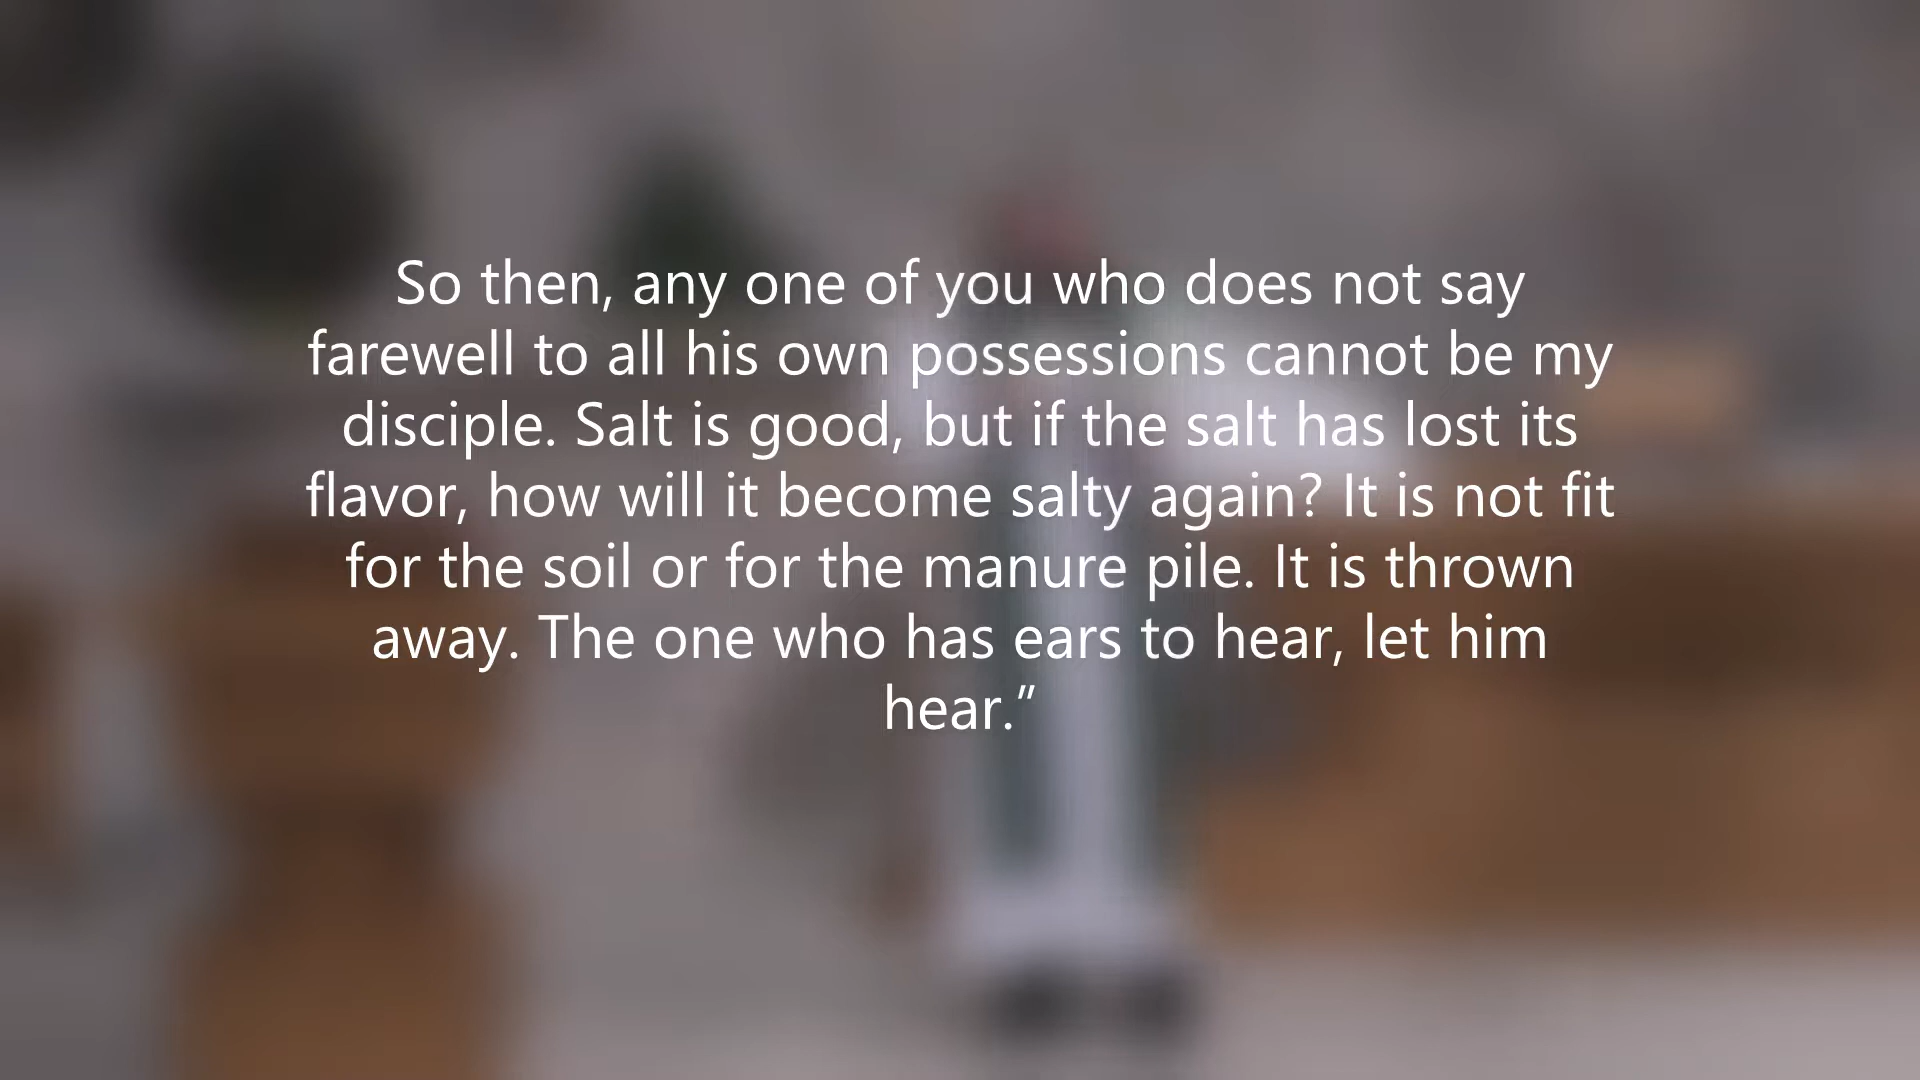 So then, any one of you who does not say
farewell to all his own possessions cannot be my
disciple. Salt is good, but if the salt has lost its
flavor, how will it become salty again? It is not fit
for the soil or for the manure pile. It is thrown
away. The one who has ears to hear, let him
hear.”